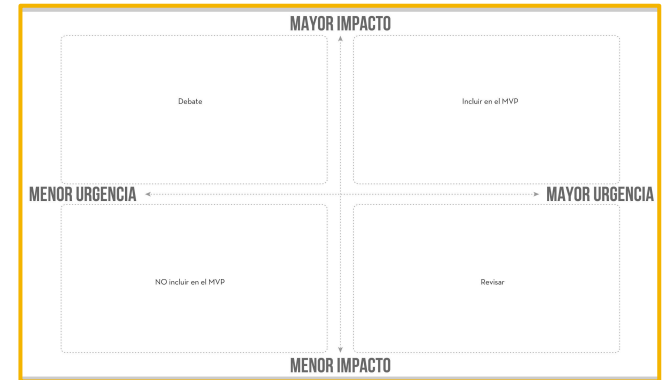 MAYOR IMPACTO
Debate
Incluir en el MVP
MENOR URGENCIA
MAYOR URGENCIA
NO incluir en el MVP
Revisar
MENOR IMPACTO